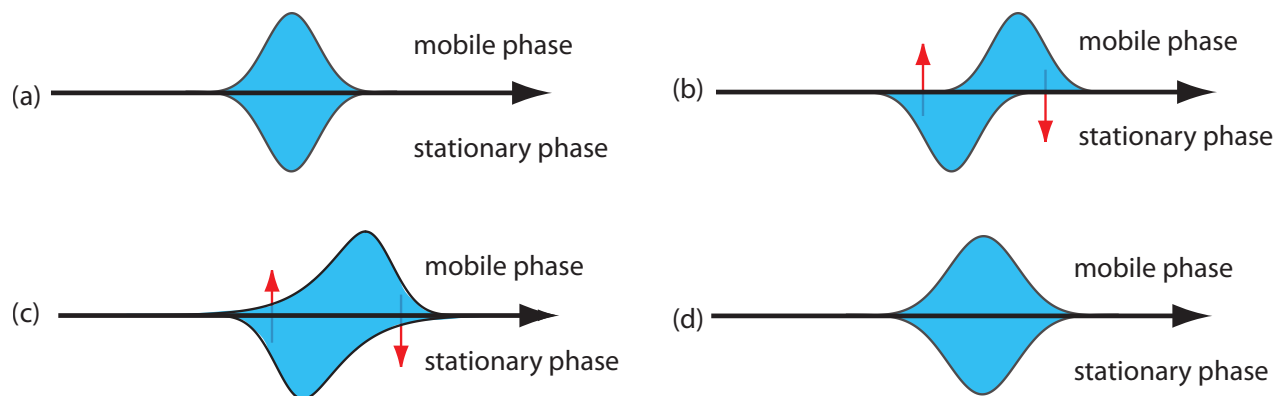 (a)
mobile phase
stationary phase
(b)
mobile phase
stationary phase
(c)
mobile phase
stationary phase
(d)
mobile phase
stationary phase